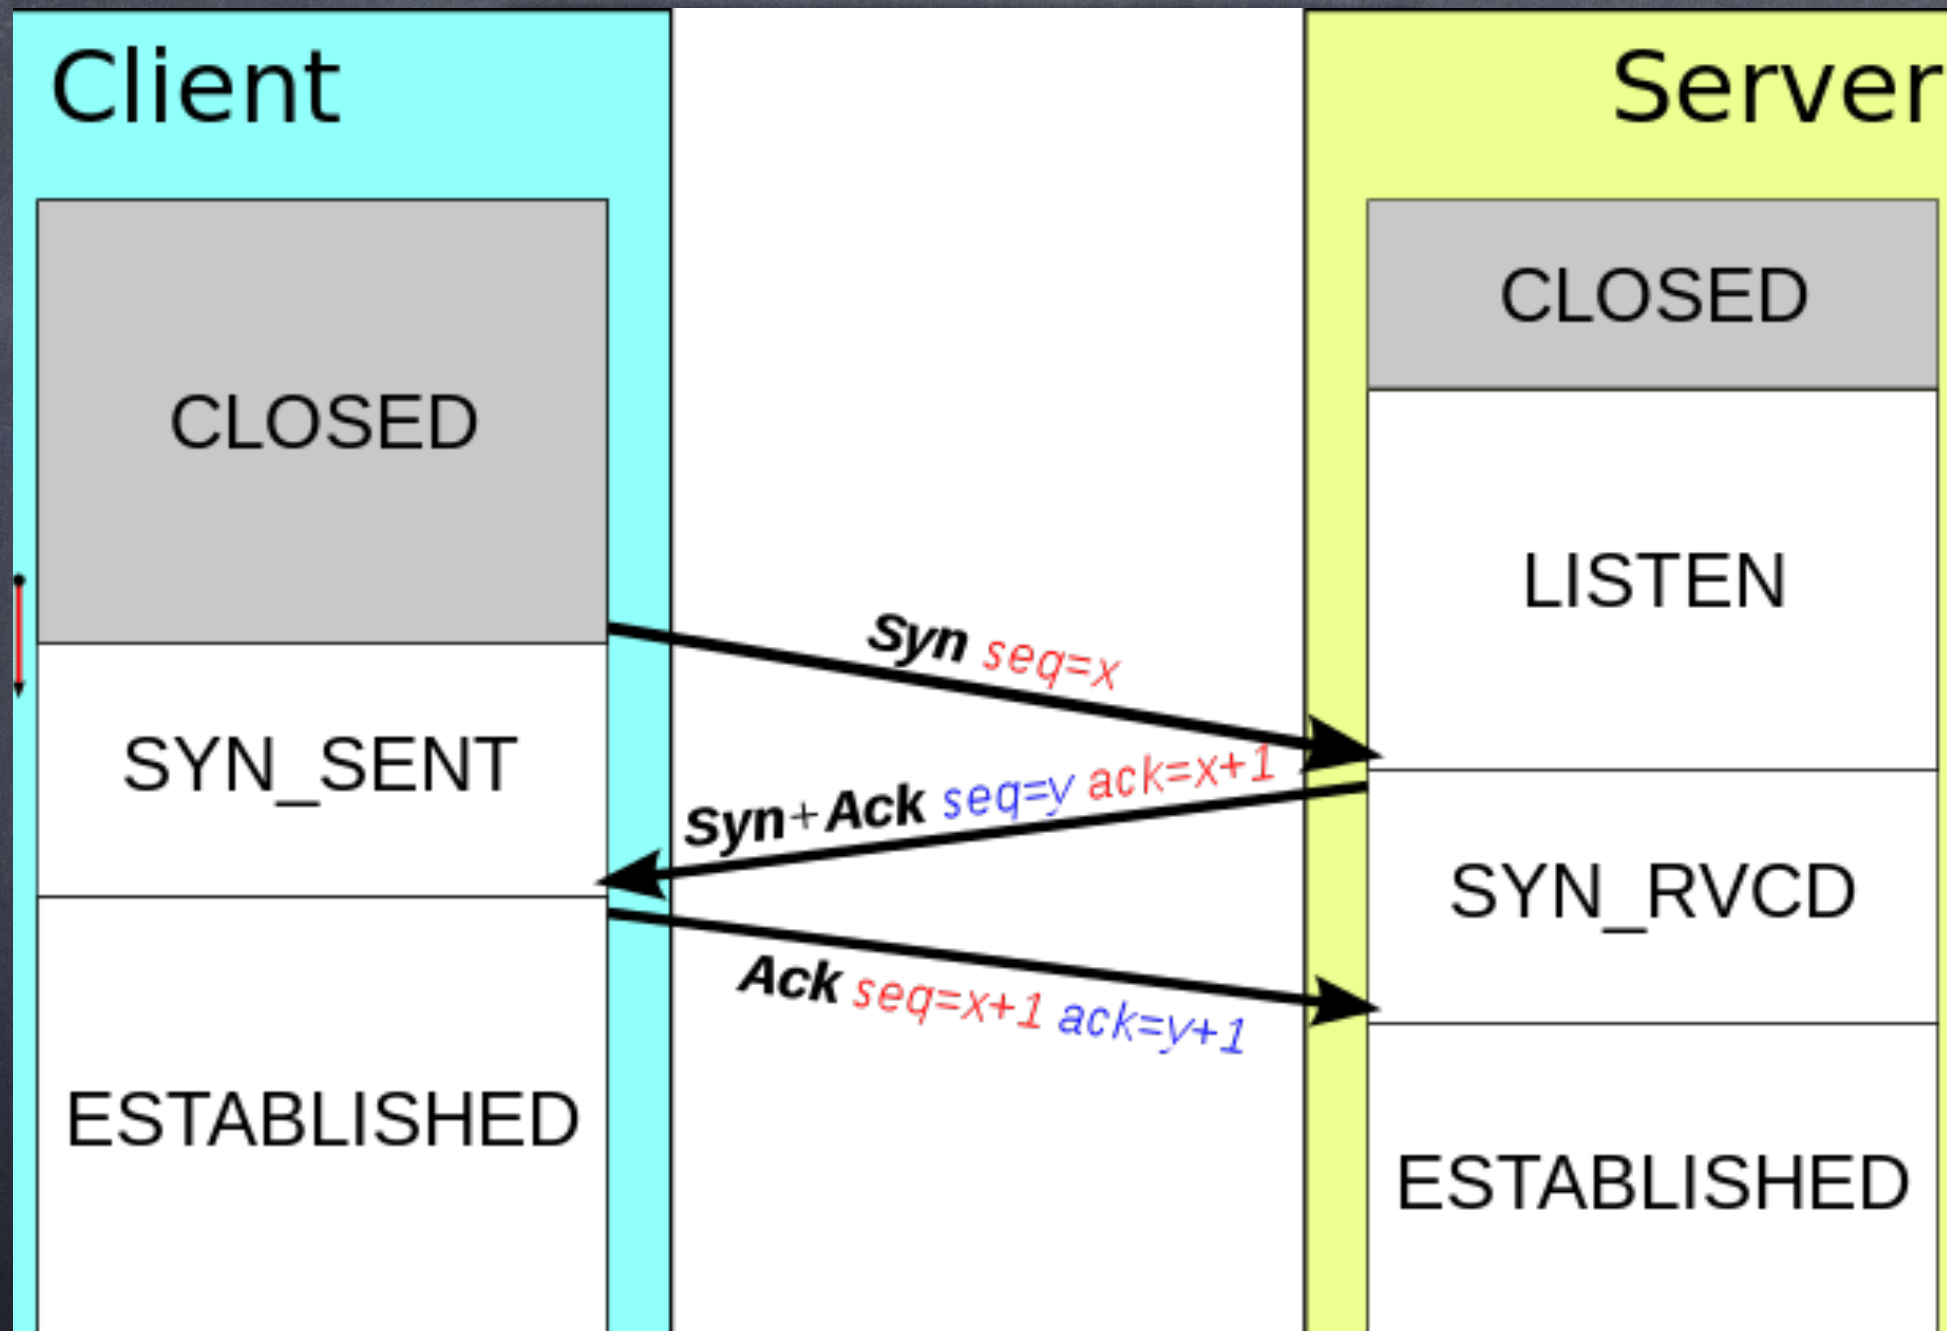 Client
Server
CLOSED
CLOSED
LISTEN
Syn seq=x
SYN_SENT
Syn+Ack seq=y ack=x+1
SYN_RVCD
Ack seq=x+1 ack=y+1
ESTABLISHED
ESTABLISHED